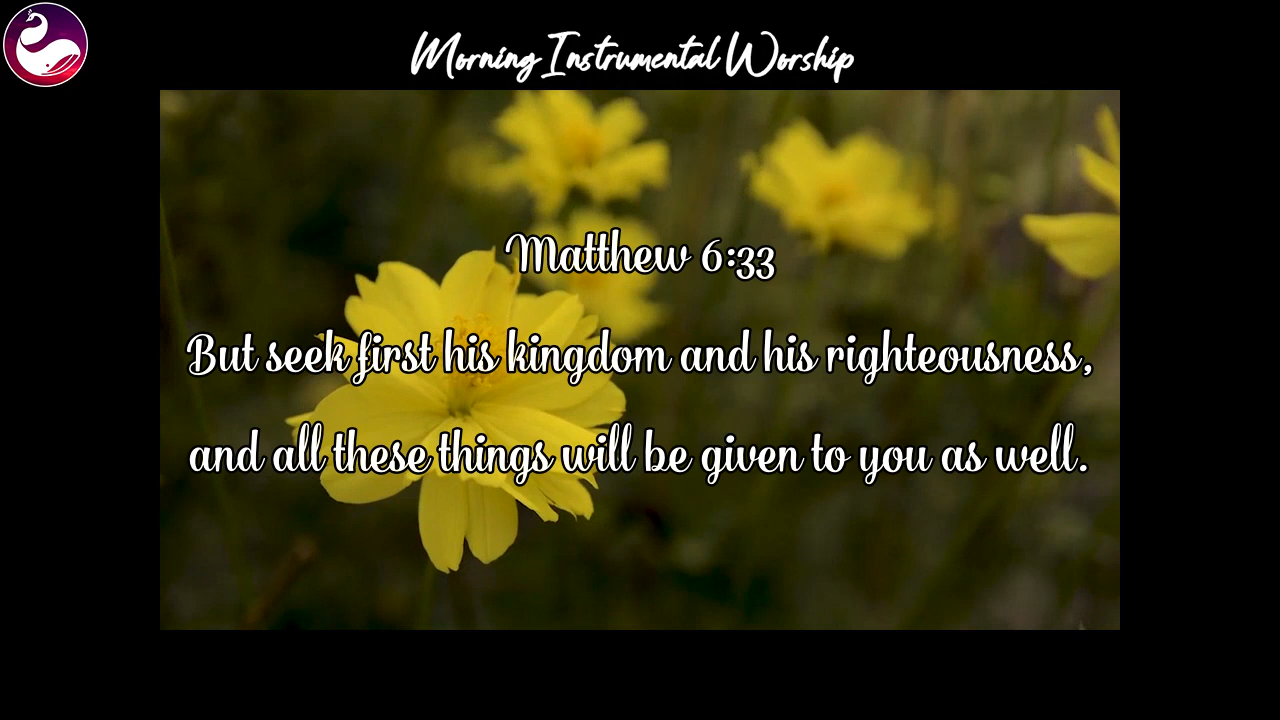 Morning Instrumental Worship
Matthew 6:33
But seek first his kingdom and his righteousness,
and all these things will be given to you as well.